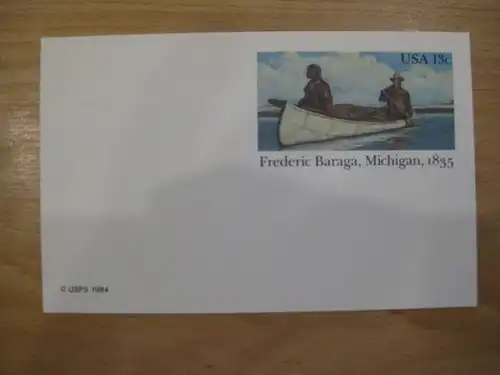 USA 13c
Frederic Baraga, Michigan, 1835
© USPS 1984